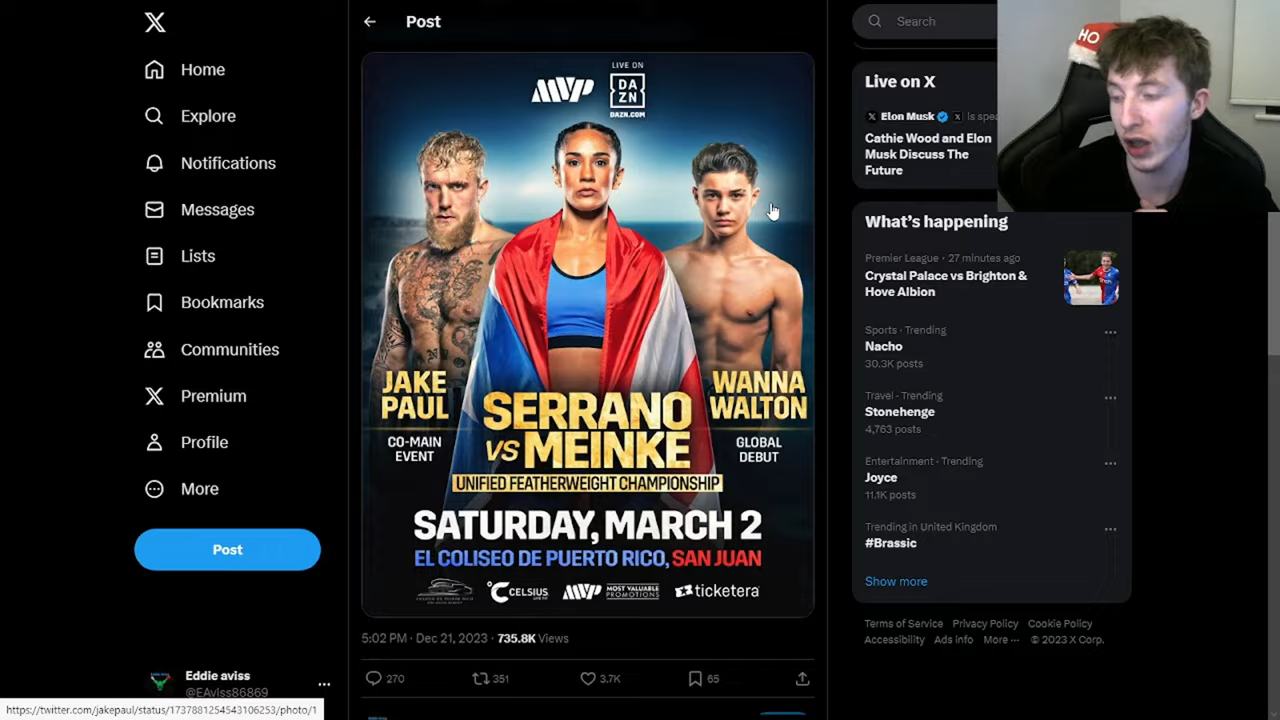 Home
Explore
Notifications
Messages
Lists
Bookmarks
Communities
Premium
Profile
More
Post
Eddie aviss
@EAviss86869
https://twitter.com/jakepaul/status/1737881254543106253/photo/1
Post
MVP
LIVE ON
DAZN
DAZN.COM
JAKE
PAUL
CO-MAIN
EVENT
SERRANO
VS MEINKE
UNIFIED FEATHERWEIGHT CHAMPIONSHIP
WANNA
WALTON
GLOBAL
DEBUT
SATURDAY, MARCH 2
EL COLISEO DE PUERTO RICO, SAN JUAN
CELSIUS
MVP MOST VALUABLE PROMOTIONS
ticketera
5:02 PM · Dec 21, 2023 · 735.8K Views
270 351 3.7K 65
Search
Live on X
Elon Musk X is spea
Cathie Wood and Elon
Musk Discuss The
Future
What's happening
Premier League · 27 minutes ago
Crystal Palace vs Brighton &
Hove Albion
Sports · Trending
Nacho
30.3K posts
Travel · Trending
Stonehenge
4,763 posts
Entertainment · Trending
Joyce
11.1K posts
Trending in United Kingdom
#Brassic
Show more
Terms of Service Privacy Policy Cookie Policy
Accessibility Ads info More ··· © 2023 X Corp.
HO